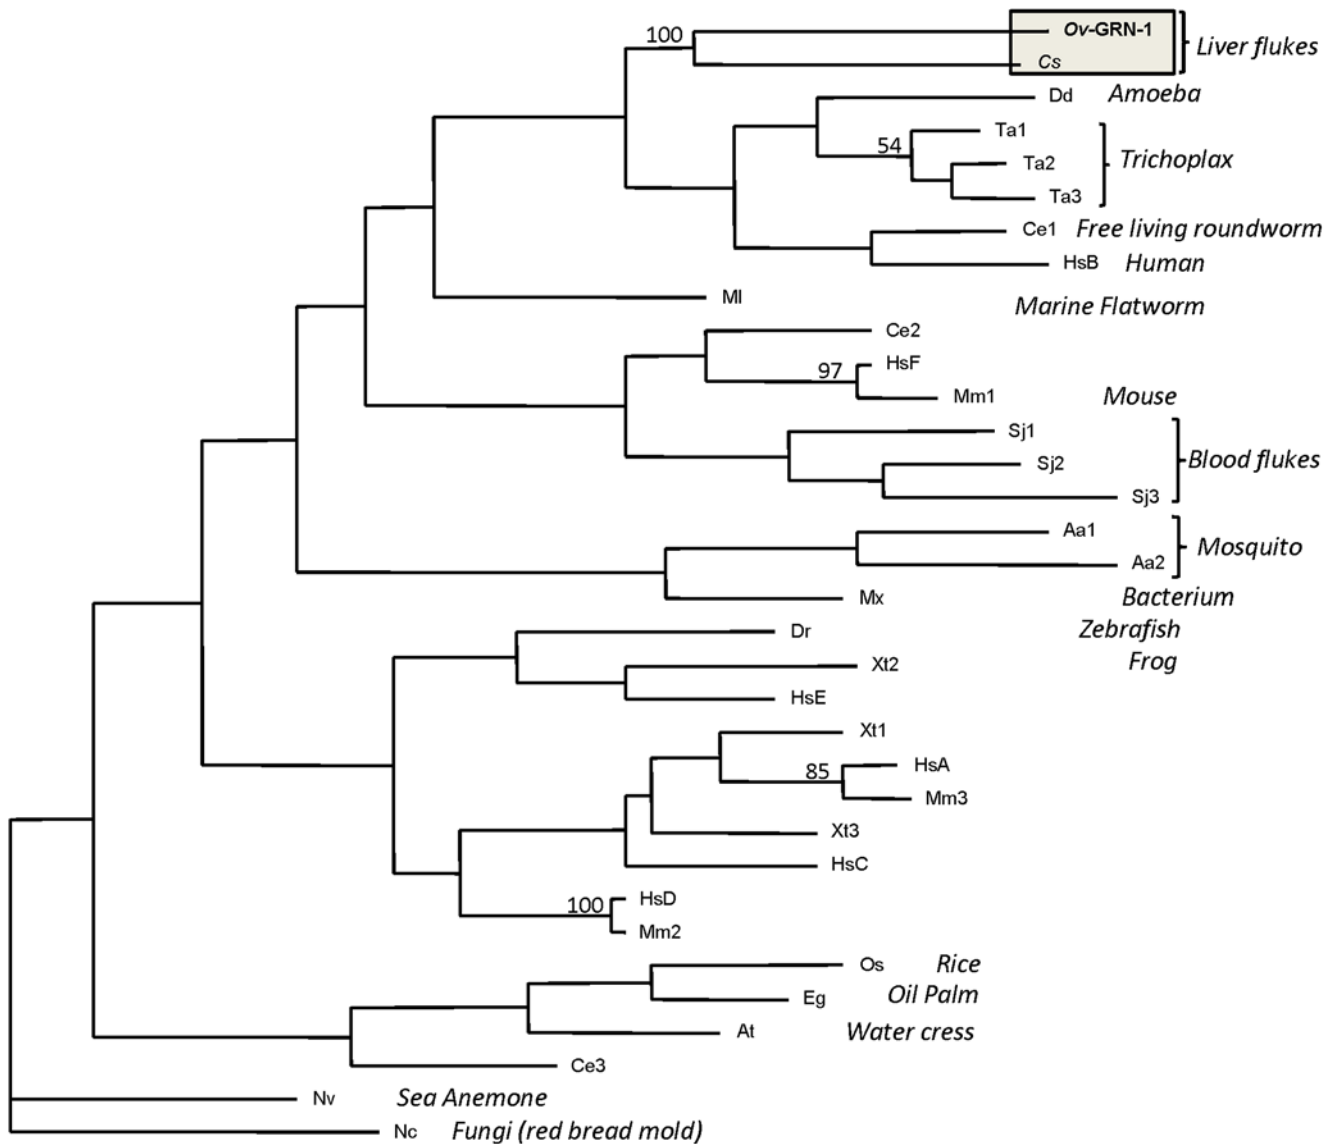 100
Ov-GRN-1
Liver flukes
Cs
Dd Amoeba
Ta1
54
Ta2
Trichoplax
Ta3
Ce1 Free living roundworm
HsB Human
Ml
Marine Flatworm
Ce2
97 HsF
Mm1 Mouse
Sj1
Sj2 Blood flukes
Sj3
Aa1
Mosquito
Aa2
Mx Bacterium
Dr Zebrafish
Xt2 Frog
HsE
Xt1
85 HsA
Mm3
Xt3
HsC
100 HsD
Mm2
Os Rice
Eg Oil Palm
At Water cress
Ce3
Nv Sea Anemone
Nc Fungi (red bread mold)